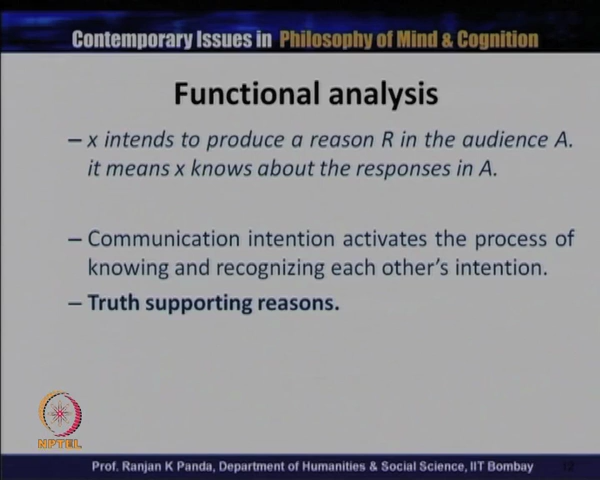 Contemporary Issues in Philosophy of Mind & Cognition
Functional analysis
– x intends to produce a reason R in the audience A.
it means x knows about the responses in A.
– Communication intention activates the process of
knowing and recognizing each other's intention.
– Truth supporting reasons.
NPTEL
Prof. Ranjan K Panda, Department of Humanities & Social Science, IIT Bombay
12